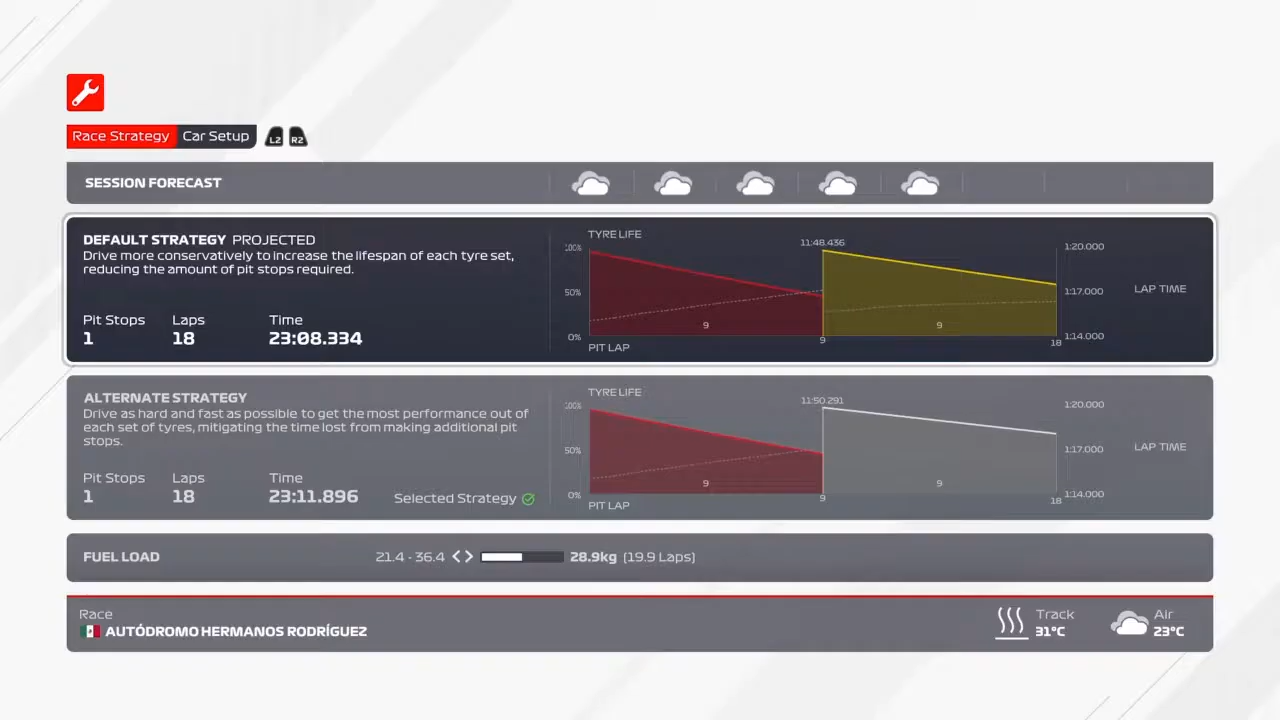 Race Strategy Car Setup L2 R2
SESSION FORECAST
DEFAULT STRATEGY PROJECTED
Drive more conservatively to increase the lifespan of each tyre set,
reducing the amount of pit stops required.
Pit Stops Laps Time
1 18 23:08.334
TYRE LIFE
11:48.436
100%
50%
0%
9 9
PIT LAP
9
18
1:20.000
1:17.000
1:14.000
LAP TIME
ALTERNATE STRATEGY
Drive as hard and fast as possible to get the most performance out of
each set of tyres, mitigating the time lost from making additional pit
stops.
Pit Stops Laps Time
1 18 23:11.896 Selected Strategy
TYRE LIFE
11:50.291
100%
50%
0%
9 9
PIT LAP
9
18
1:20.000
1:17.000
1:14.000
LAP TIME
FUEL LOAD 21.4 - 36.4 28.9kg (19.9 Laps)
Race
AUTÓDROMO HERMANOS RODRÍGUEZ
Track
31°C
Air
23°C